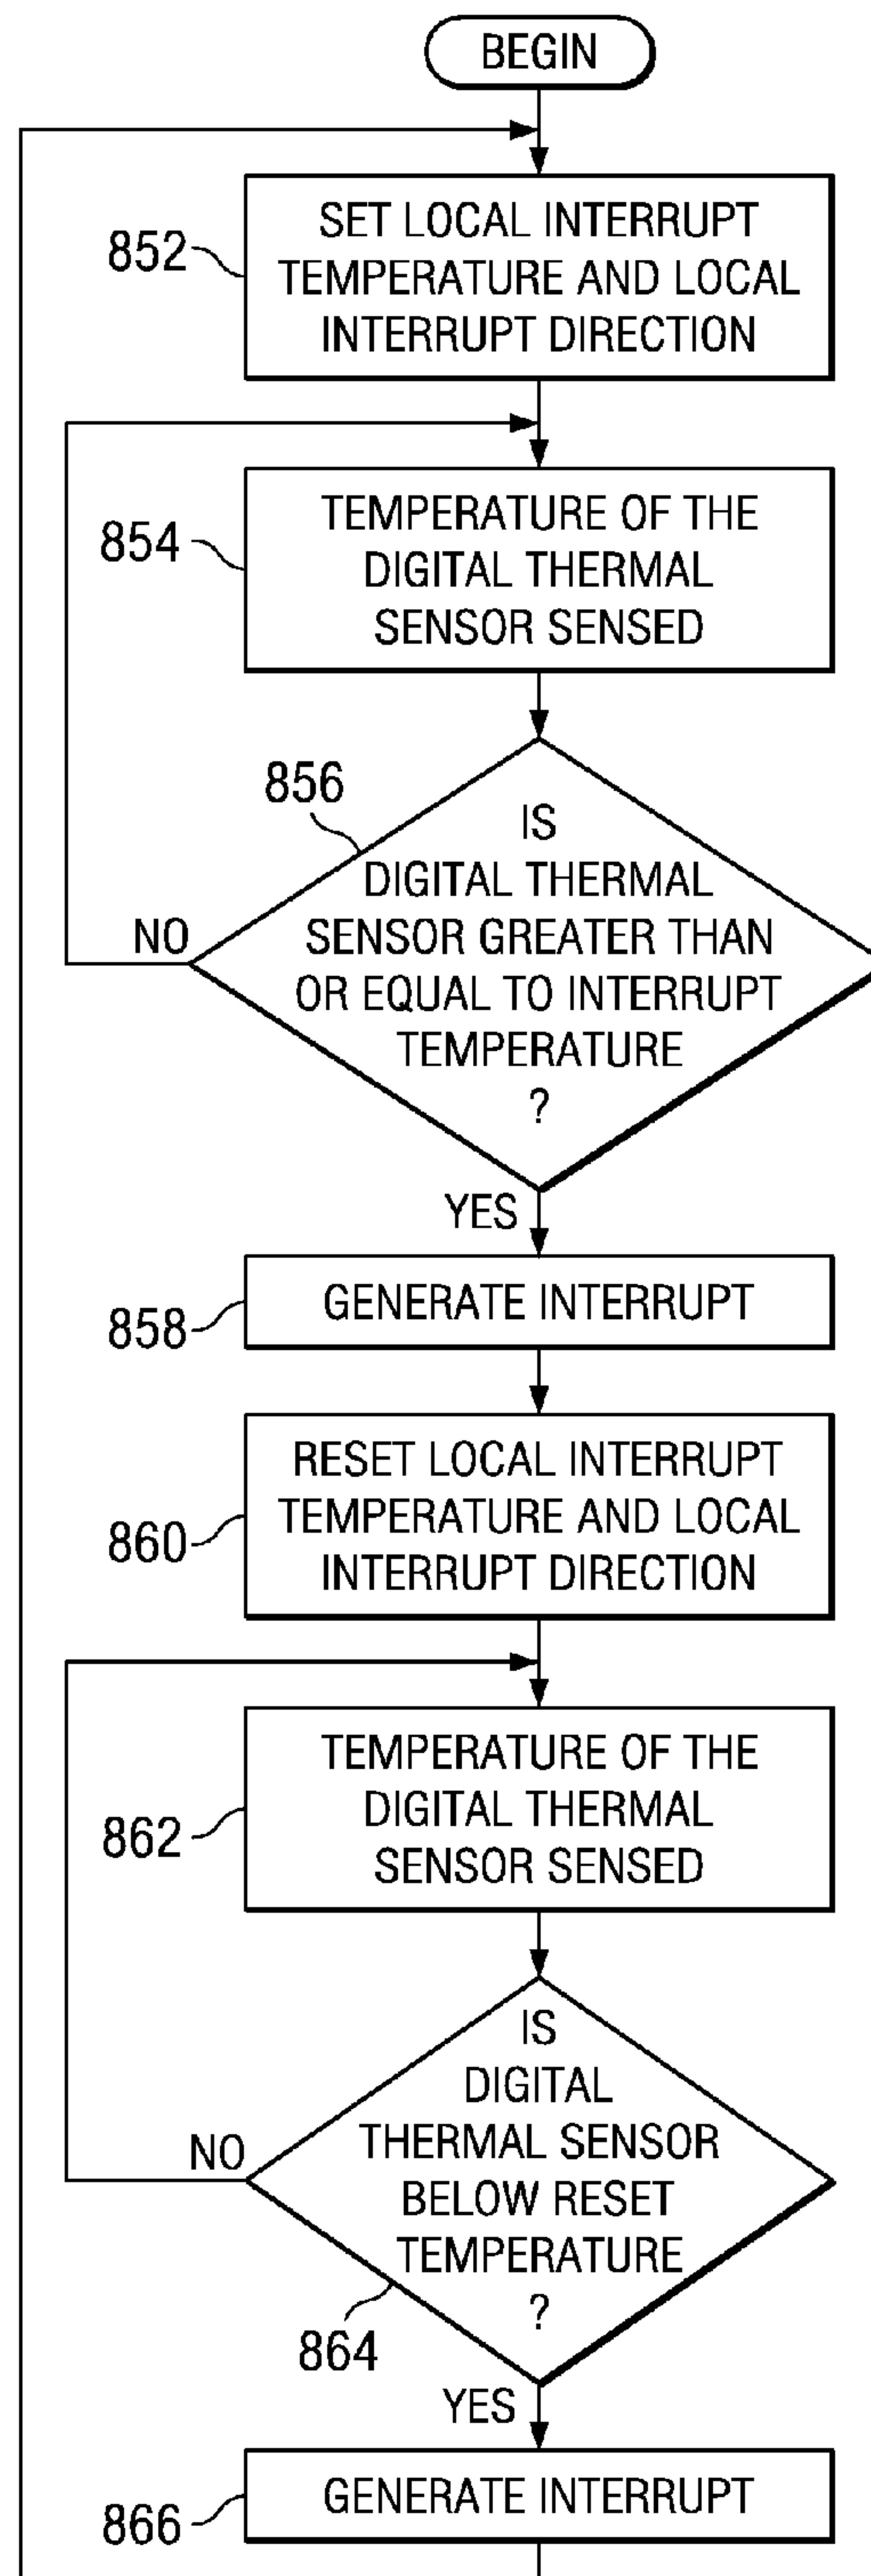 BEGIN
852
SET LOCAL INTERRUPT
TEMPERATURE AND LOCAL
INTERRUPT DIRECTION
854
TEMPERATURE OF THE
DIGITAL THERMAL
SENSOR SENSED
856
IS
DIGITAL THERMAL
SENSOR GREATER THAN
OR EQUAL TO INTERRUPT
TEMPERATURE
?
NO
YES
858
GENERATE INTERRUPT
860
RESET LOCAL INTERRUPT
TEMPERATURE AND LOCAL
INTERRUPT DIRECTION
862
TEMPERATURE OF THE
DIGITAL THERMAL
SENSOR SENSED
IS
DIGITAL
THERMAL SENSOR
BELOW RESET
TEMPERATURE
?
NO
864
YES
866
GENERATE INTERRUPT